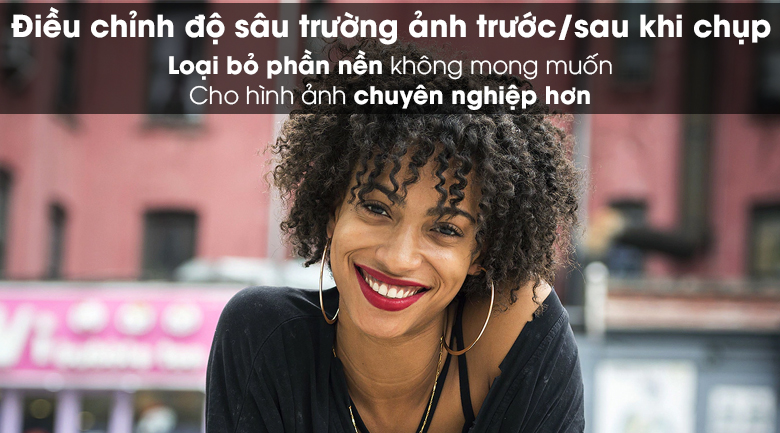 Điều chỉnh độ sâu trường ảnh trước/sau khi chụp
Loại bỏ phần nền không mong muốn
Cho hình ảnh chuyên nghiệp hơn